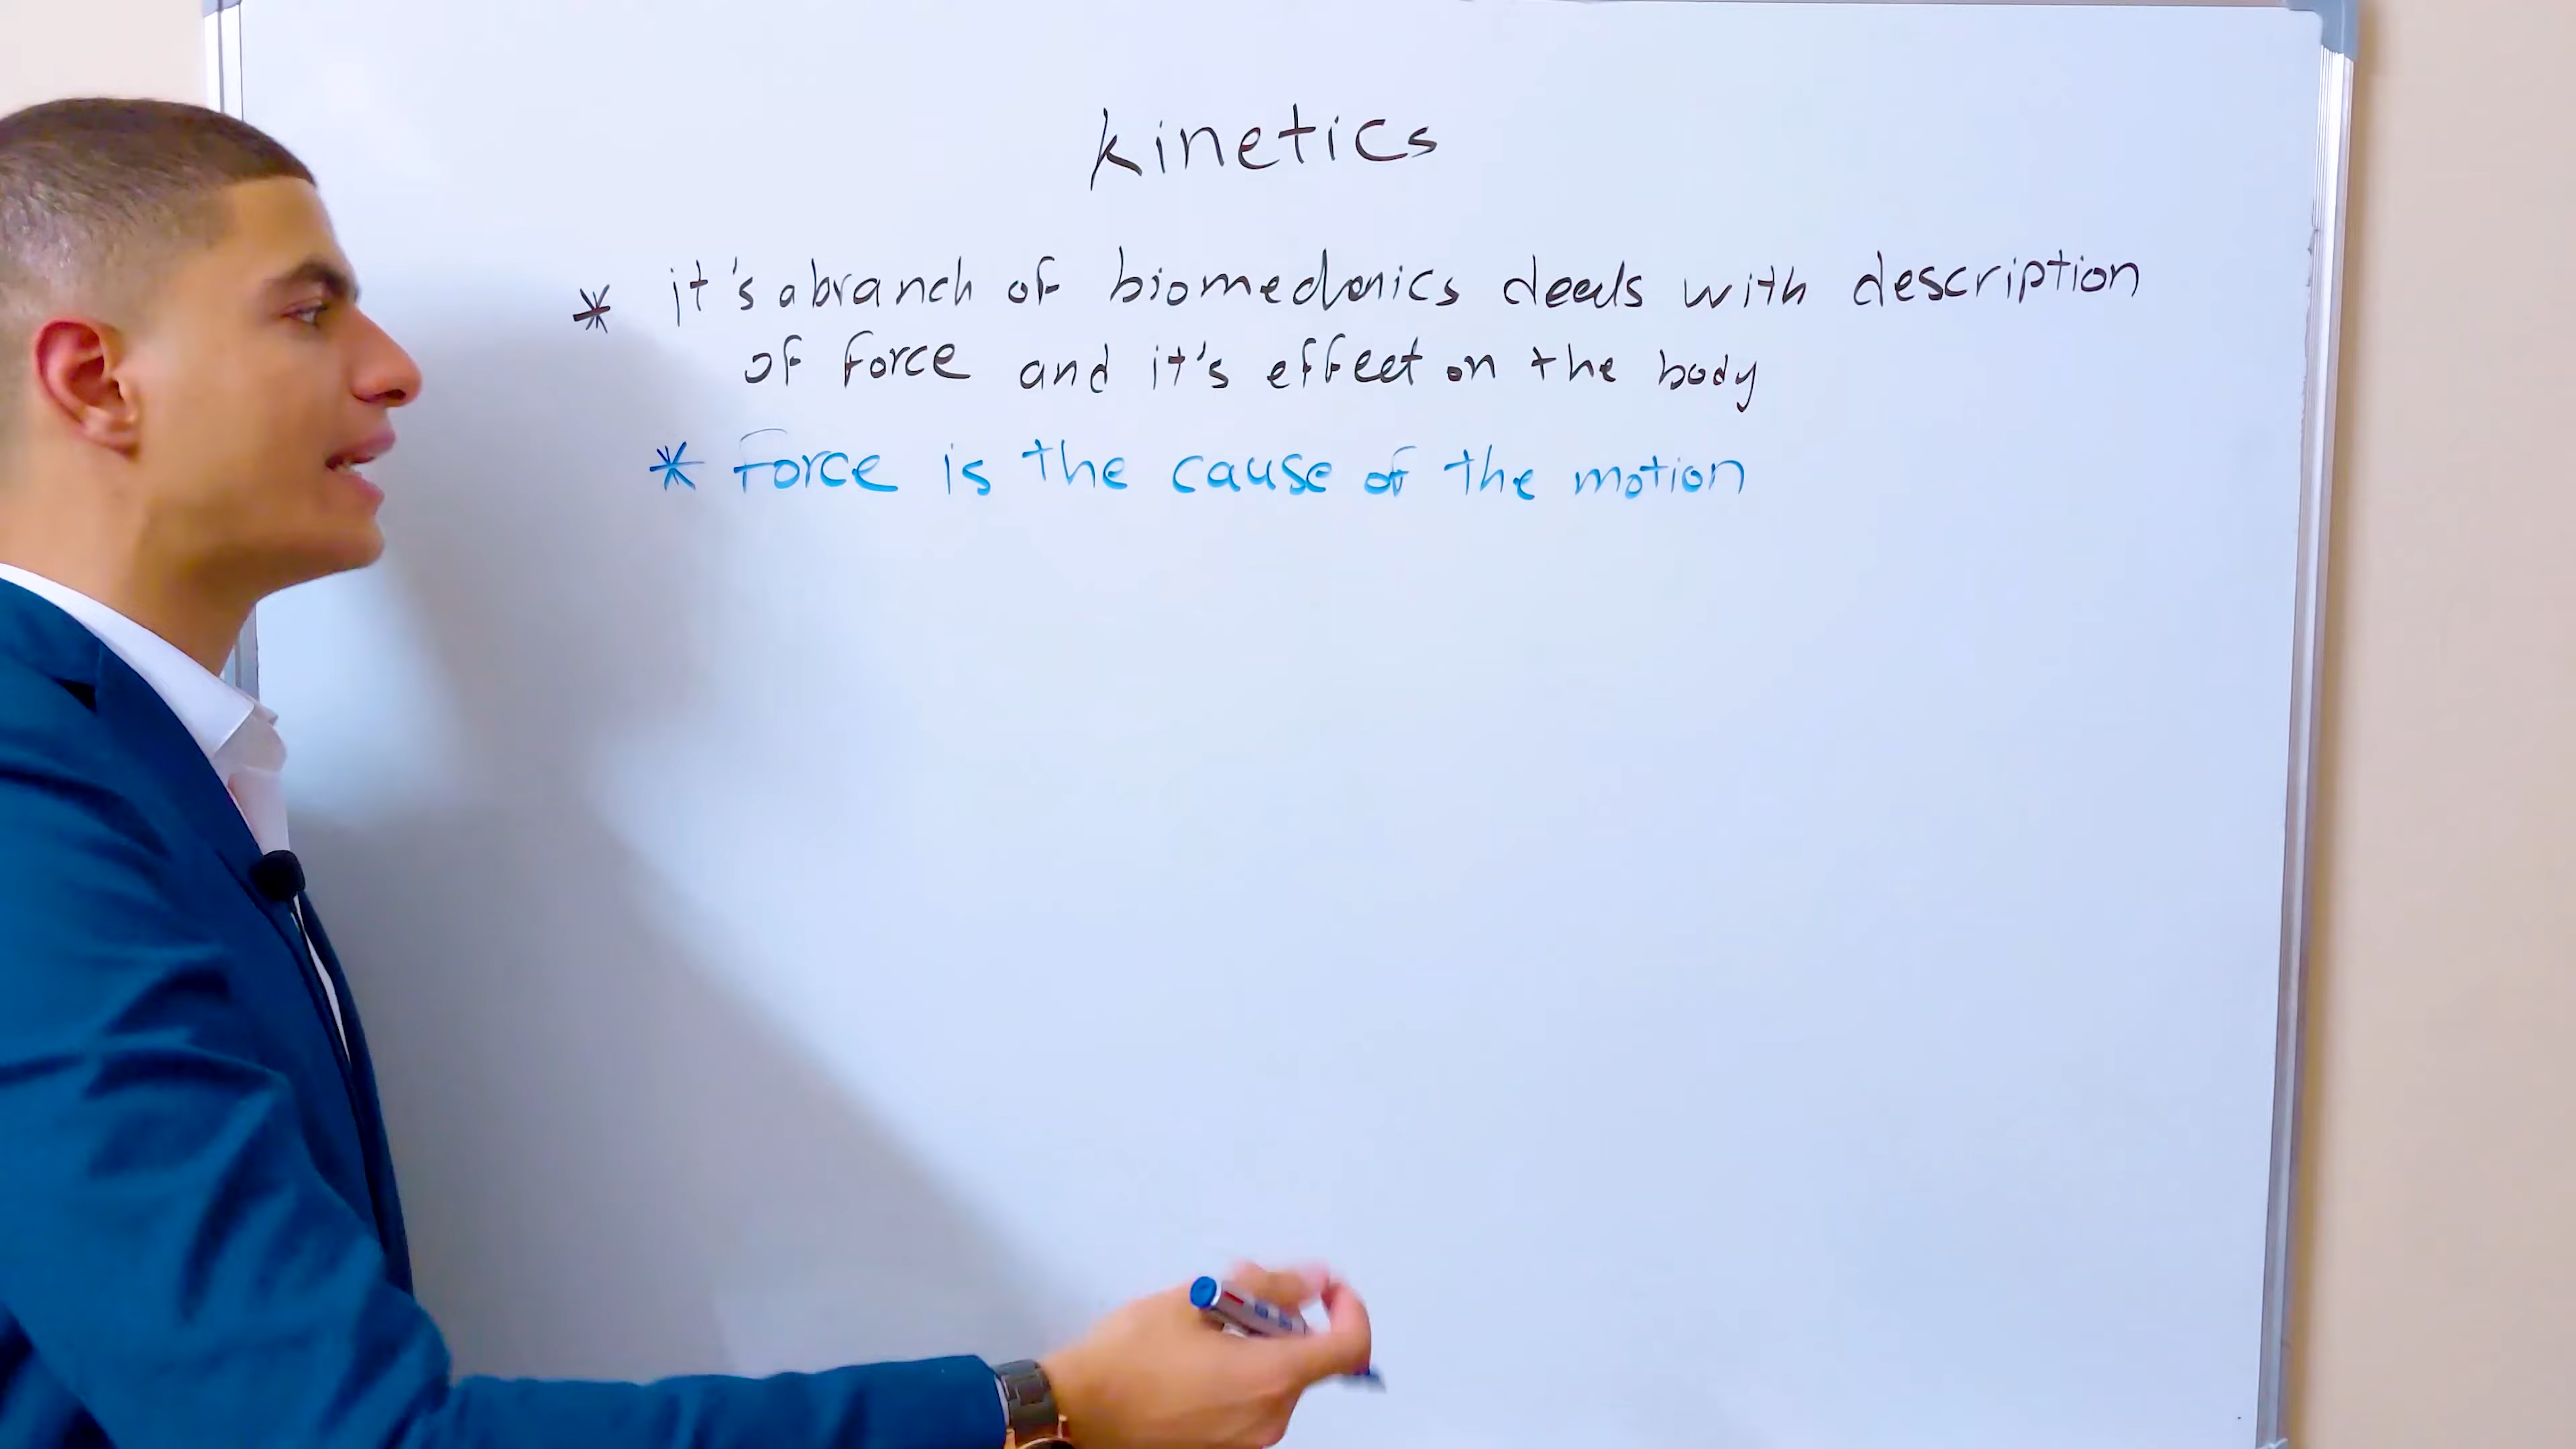 kinetics
* it's a branch of biomechanics deals with description
of force and it's effect on the body
* Force is the cause of the motion